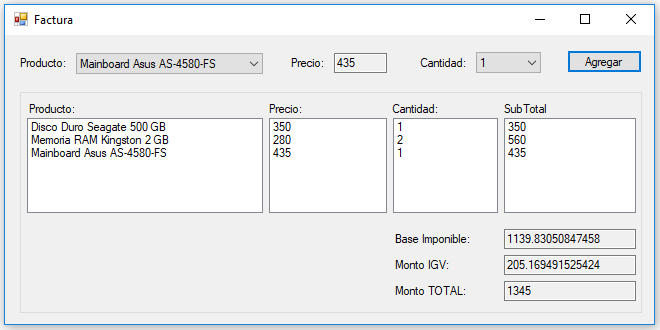 Factura
Producto: Mainboard Asus AS-4580-FS Precio: 435 Cantidad: 1 Agregar
Producto: Precio: Cantidad: SubTotal
Disco Duro Seagate 500 GB 350 1 350
Memoria RAM Kingston 2 GB 280 2 560
Mainboard Asus AS-4580-FS 435 1 435
Base Imponible: 1139.83050847458
Monto IGV: 205.169491525424
Monto TOTAL: 1345